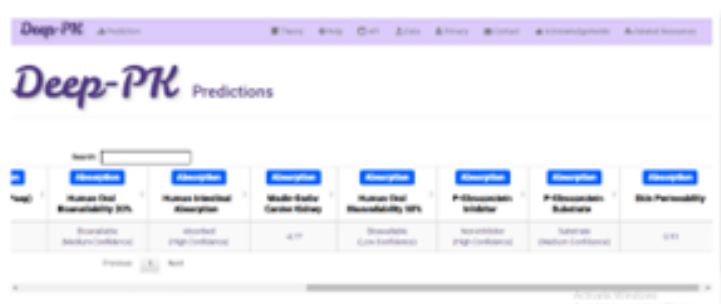 Deep-PK Prediction Theory Help API Data Privacy Contact Acknowledgements Related Resources
Deep-PK Predictions
Search:
Absorption Absorption Absorption Absorption Absorption Absorption Absorption
Human Oral Human Intestinal Madin-Darby Human Oral P-Glycoprotein P-Glycoprotein Skin Permeability
Bioavailability 20% Absorption Canine Kidney Bioavailability 50% Inhibitor Substrate
Bioavailable Absorbed Bioavailable Non-Inhibitor Substrate
(Medium Confidence) (High Confidence) (Low Confidence) (High Confidence) (Medium Confidence)
Previous 1 Next
Activate Windows